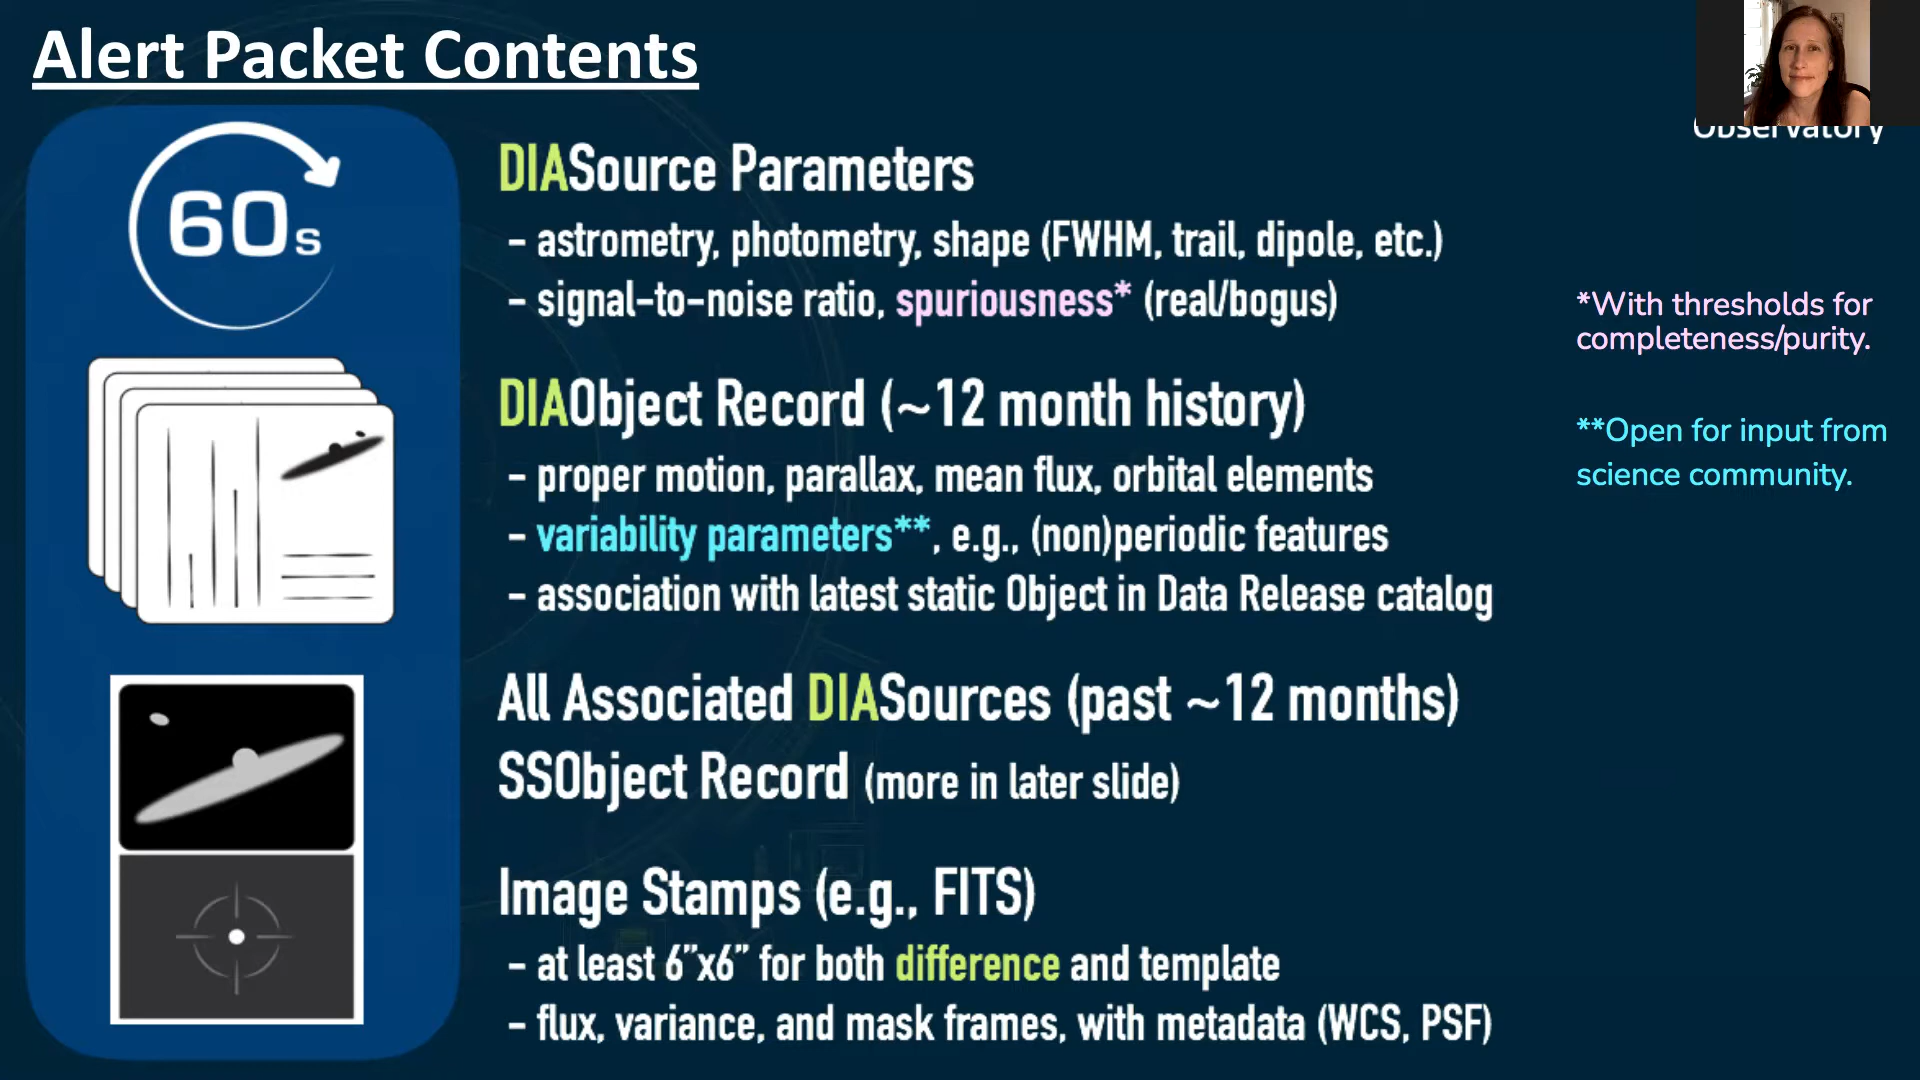 Alert Packet Contents
Observatory
60s
DIASource Parameters
– astrometry, photometry, shape (FWHM, trail, dipole, etc.)
– signal-to-noise ratio, spuriousness* (real/bogus)
*With thresholds for
completeness/purity.
DIAObject Record (~12 month history)
– proper motion, parallax, mean flux, orbital elements
– variability parameters**, e.g., (non)periodic features
– association with latest static Object in Data Release catalog
**Open for input from
science community.
All Associated DIASources (past ~12 months)
SSObject Record (more in later slide)
Image Stamps (e.g., FITS)
– at least 6”x6” for both difference and template
– flux, variance, and mask frames, with metadata (WCS, PSF)